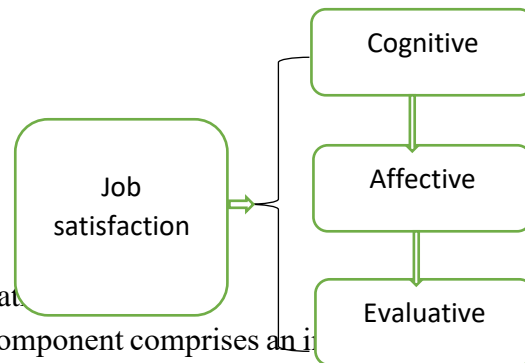 Cognitive
Affective
Job
satisfaction
Evaluative
omponent comprises an